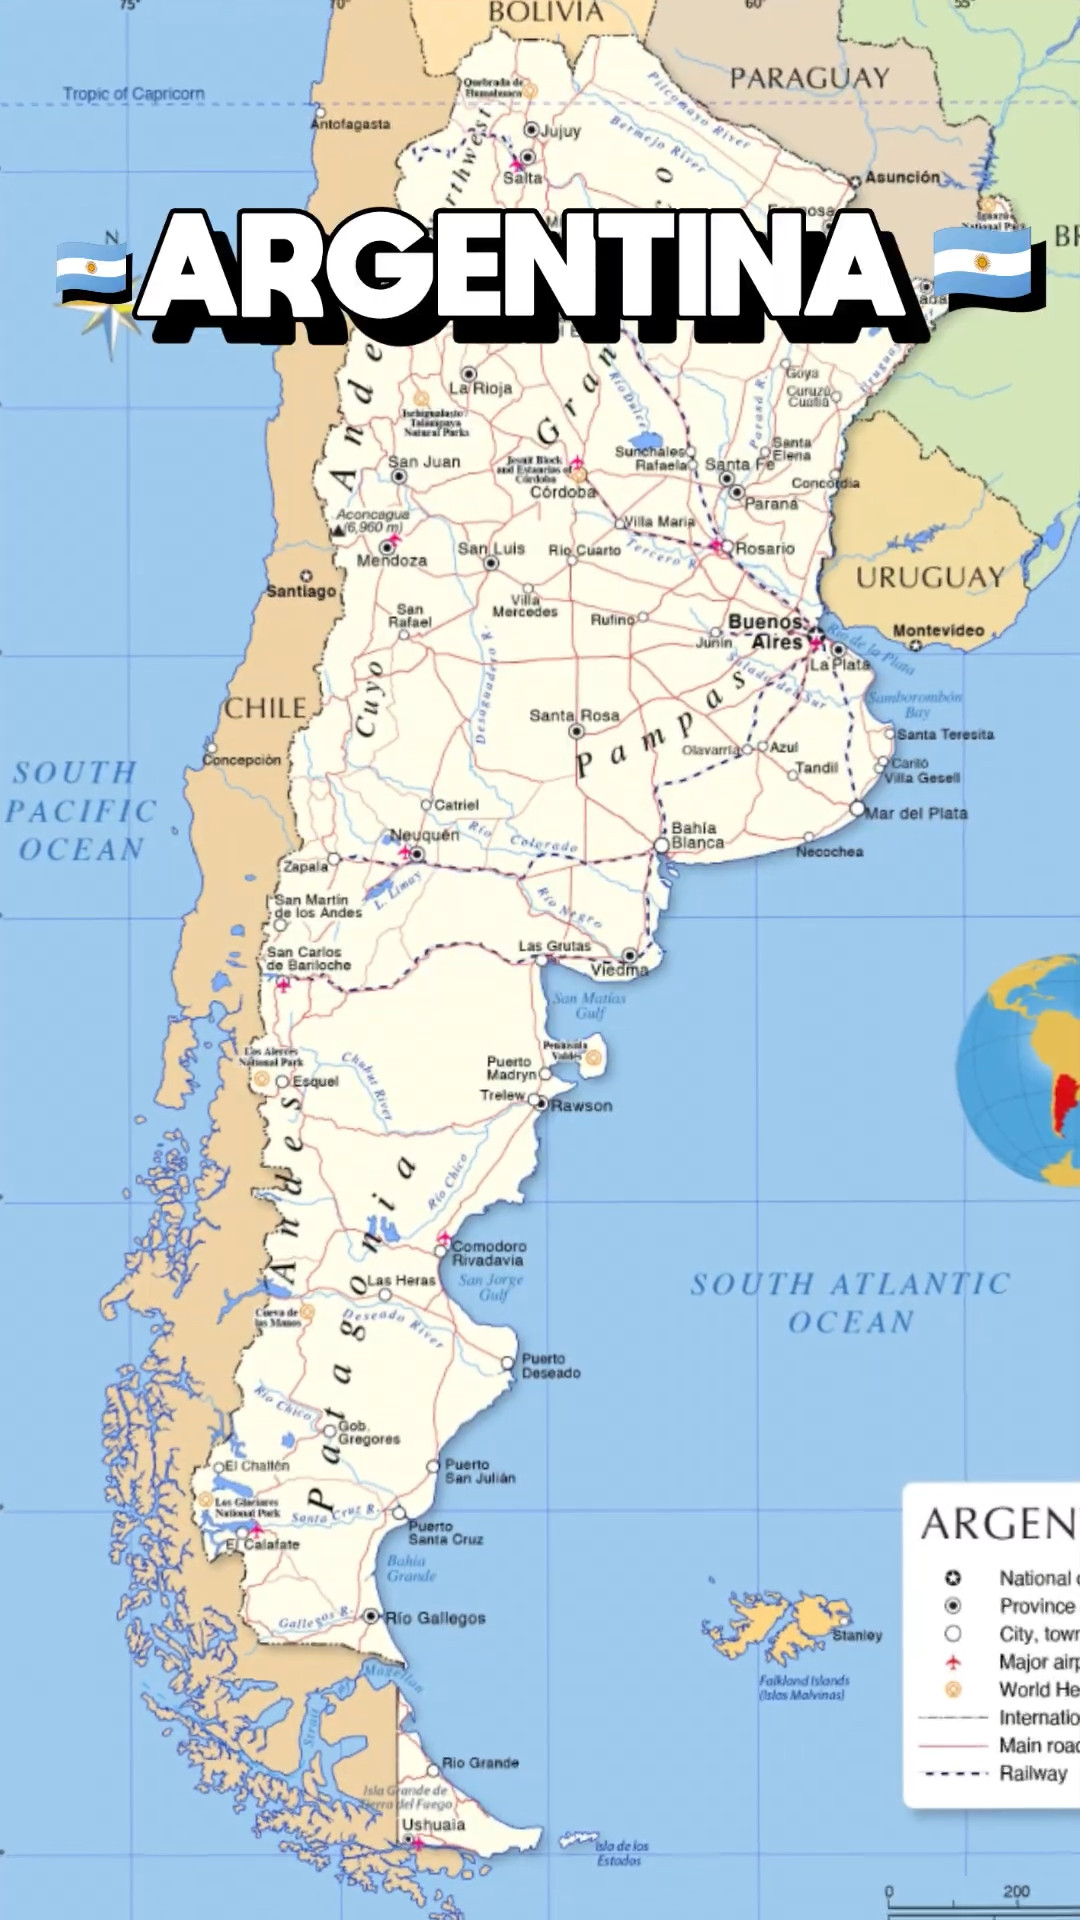 75°
70°
60°
55°
BOLIVIA
PARAGUAY
Tropic of Capricorn
Antofagasta
Quebrada de
Humahuaca
Pilcomayo River
Bermejo River
Jujuy
Salta
Asunción
National Park
N
ARGENTINA
La Rioja
Andes
Gran
Río Dulce
Paraná R.
Goya
Curuzú
Cuatiá
Ischigualasto/
Talampaya
Natural Parks
San Juan
Jesuit Block
and Estancias of
Córdoba
Córdoba
Sunchales
Rafaela
Santa Fe
Santa
Elena
Concordia
Paraná
Aconcagua
(6,960 m)
Mendoza
San Luis
Río Cuarto
Villa María
Tercero R.
Rosario
URUGUAY
Santiago
San
Rafael
Villa
Mercedes
Rufino
Junín
Buenos
Aires
Montevideo
Río de la Plata
La Plata
Salado del Sur
Samborombón
Bay
Cuyo
Desaguadero R.
CHILE
Santa Rosa
Pampas
Olavarría
Azul
Tandil
Santa Teresita
Cariló
Villa Gesell
Mar del Plata
Necochea
Concepción
SOUTH
PACIFIC
OCEAN
Catriel
Neuquén
Río Colorado
Bahía
Blanca
Zapala
L. Limay
Río Negro
San Martín
de los Andes
San Carlos
de Bariloche
Las Grutas
Viedma
San Matías
Gulf
Los Alerces
National Park
Esquel
Chubut River
Península
Valdés
Puerto
Madryn
Trelew
Rawson
Andes
Patagonia
Río Chico
Comodoro
Rivadavia
San Jorge
Gulf
Las Heras
Cueva de
las Manos
Deseado River
SOUTH ATLANTIC
OCEAN
Puerto
Deseado
Río Chico
Gob.
Gregores
El Chaltén
Puerto
San Julián
Los Glaciares
National Park
Santa Cruz R.
El Calafate
Puerto
Santa Cruz
Bahía
Grande
Gallegos R.
Río Gallegos
Strait of Magellan
Stanley
Falkland Islands
(Islas Malvinas)
Río Grande
Isla Grande de
Tierra del Fuego
Ushuaia
Isla de los
Estados
ARGEN
National
Province
City, town
Major airp
World He
Internatio
Main road
Railway
0 200